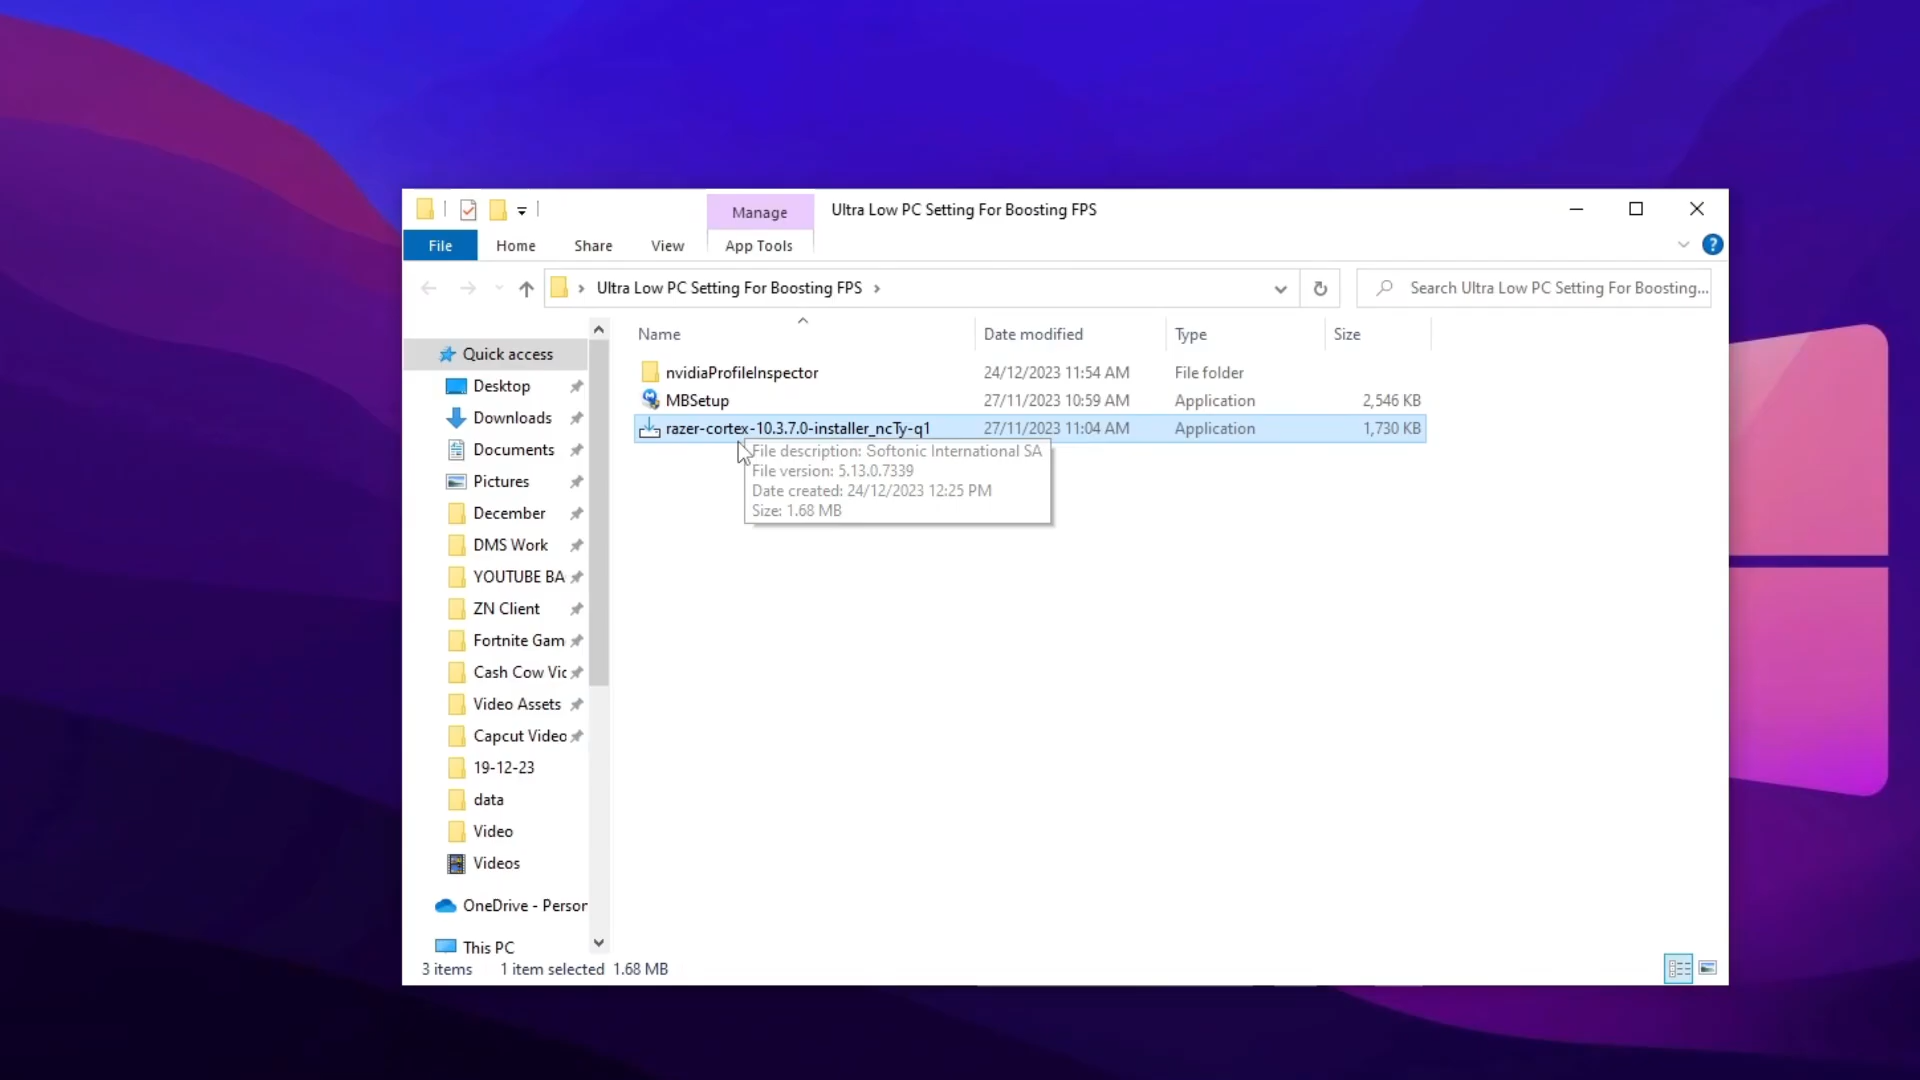 Manage
Ultra Low PC Setting For Boosting FPS
File
Home
Share
View
App Tools
Ultra Low PC Setting For Boosting FPS
Search Ultra Low PC Setting For Boosting...
Name
Date modified
Type
Size
nvidiaProfileInspector
24/12/2023 11:54 AM
File folder
MBSetup
27/11/2023 10:59 AM
Application
2,546 KB
razer-cortex-10.3.7.0-installer_ncTy-q1
27/11/2023 11:04 AM
Application
1,730 KB
File description: Softonic International SA
File version: 5.13.0.7339
Date created: 24/12/2023 12:25 PM
Size: 1.68 MB
Quick access
Desktop
Downloads
Documents
Pictures
December
DMS Work
YOUTUBE BA
ZN Client
Fortnite Gam
Cash Cow Vic
Video Assets
Capcut Video
19-12-23
data
Video
Videos
OneDrive - Person
This PC
3 items
1 item selected 1.68 MB